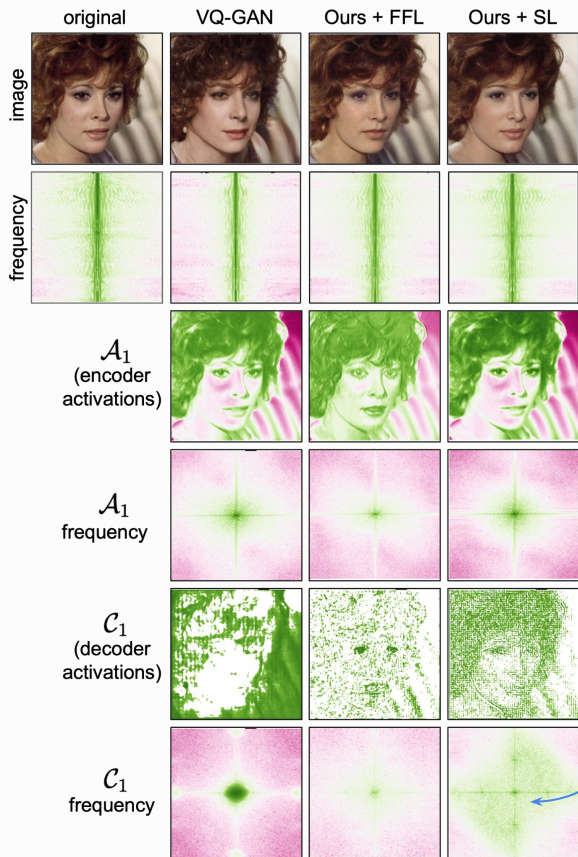 original VQ-GAN Ours + FFL Ours + SL
image
frequency
𝒜₁
(encoder
activations)
𝒜₁
frequency
𝒞₁
(decoder
activations)
𝒞₁
frequency